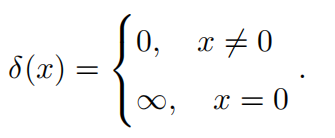 δ(x) = { 0, x ≠ 0
∞, x = 0 .